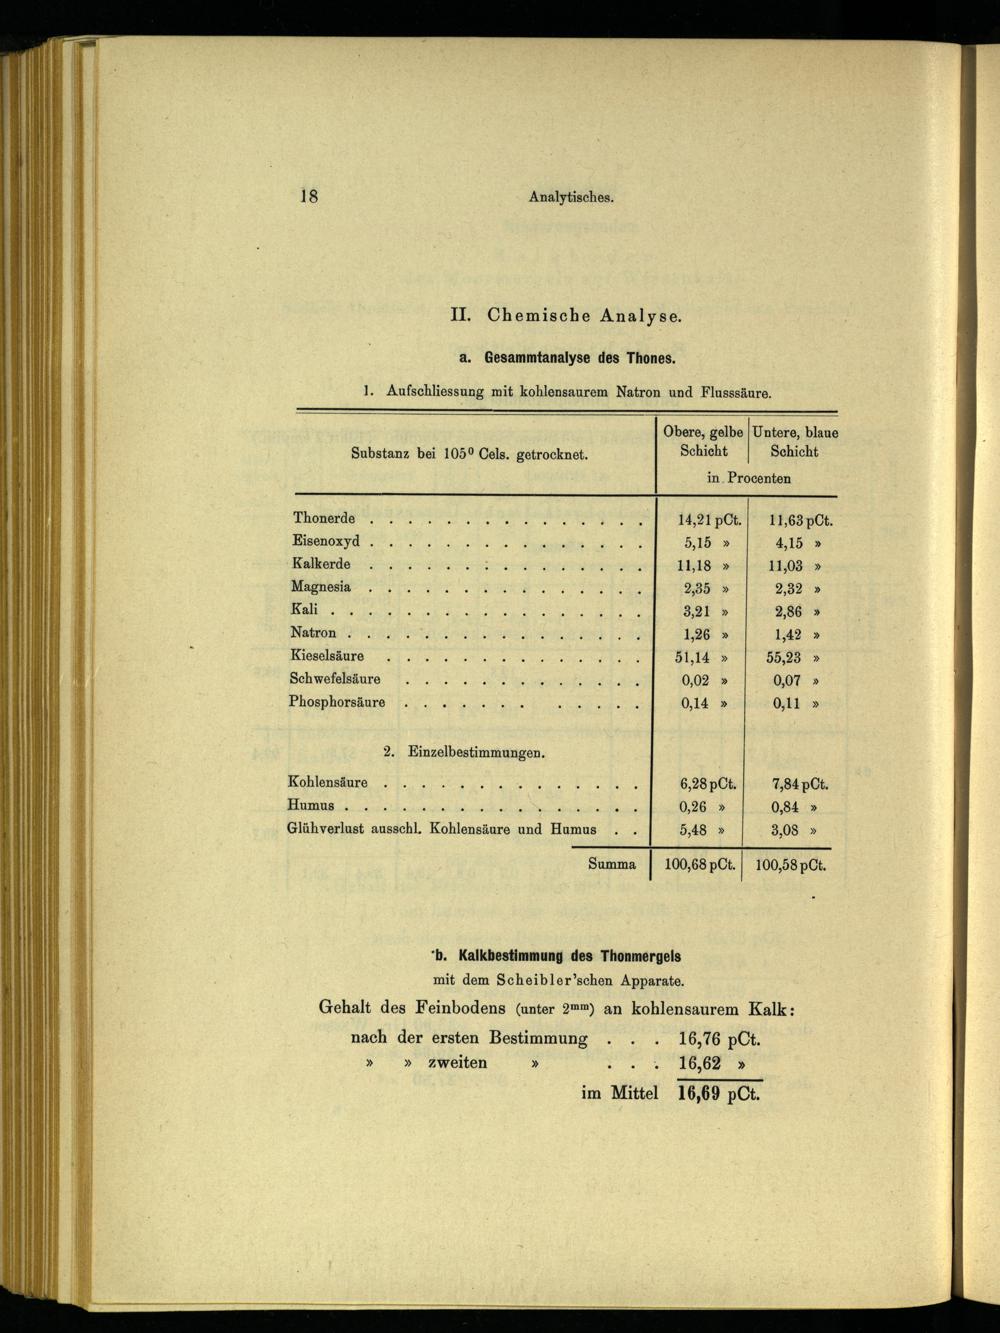 18 Analytisches.
II. Chemische Analyse.
a. Gesammtanalyse des Thones.
1. Aufschliessung mit kohlensaurem Natron und Flusssäure.
Substanz bei 105⁰ Cels. getrocknet. Obere, gelbe Schicht Untere, blaue Schicht
in Procenten
Thonerde . . . . . . . . . . . . . . . 14,21 pCt. 11,63 pCt.
Eisenoxyd . . . . . . . . . . . . . . . 5,15 » 4,15 »
Kalkerde . . . . . . . . . . . . . . . 11,18 » 11,03 »
Magnesia . . . . . . . . . . . . . . . 2,35 » 2,32 »
Kali . . . . . . . . . . . . . . . . . 3,21 » 2,86 »
Natron . . . . . . . . . . . . . . . . 1,26 » 1,42 »
Kieselsäure . . . . . . . . . . . . . . 51,14 » 55,23 »
Schwefelsäure . . . . . . . . . . . . . 0,02 » 0,07 »
Phosphorsäure . . . . . . . . . . . . 0,14 » 0,11 »
2. Einzelbestimmungen.
Kohlensäure . . . . . . . . . . . . . . 6,28 pCt. 7,84 pCt.
Humus . . . . . . . . . . . . . . . . 0,26 » 0,84 »
Glühverlust ausschl. Kohlensäure und Humus . . 5,48 » 3,08 »
Summa 100,68 pCt. 100,58 pCt.
b. Kalkbestimmung des Thonmergels
mit dem Scheibler'schen Apparate.
Gehalt des Feinbodens (unter 2ᵐᵐ) an kohlensaurem Kalk:
nach der ersten Bestimmung . . . 16,76 pCt.
» » zweiten » . . . 16,62 »
im Mittel 16,69 pCt.